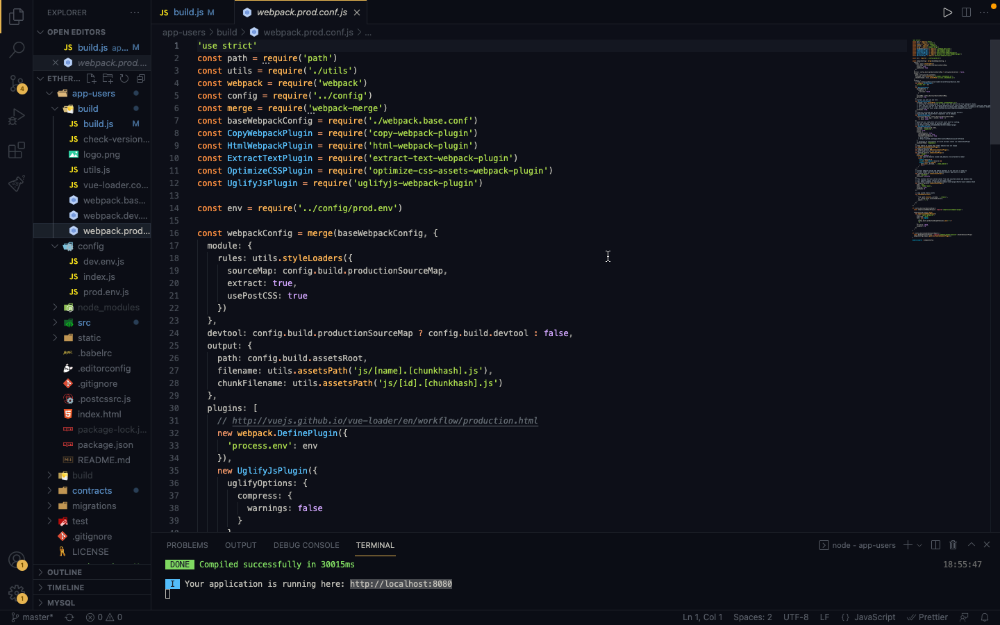 EXPLORER
OPEN EDITORS
JS build.js ap... M
webpack.prod....
ETHER...
app-users
build
JS build.js M
JS check-version...
logo.png
JS utils.js
JS vue-loader.co...
webpack.bas...
webpack.dev....
webpack.prod...
config
JS dev.env.js
JS index.js
JS prod.env.js
node_modules
src
static
.babelrc
.editorconfig
.gitignore
.postcssrc.js
index.html
package-lock.j...
package.json
README.md
build
contracts
migrations
test
.gitignore
LICENSE
OUTLINE
TIMELINE
MYSQL
4
1
1
JS build.js M
webpack.prod.conf.js
app-users > build > webpack.prod.conf.js > ...
1 'use strict'
2 const path = require('path')
3 const utils = require('./utils')
4 const webpack = require('webpack')
5 const config = require('../config')
6 const merge = require('webpack-merge')
7 const baseWebpackConfig = require('./webpack.base.conf')
8 const CopyWebpackPlugin = require('copy-webpack-plugin')
9 const HtmlWebpackPlugin = require('html-webpack-plugin')
10 const ExtractTextPlugin = require('extract-text-webpack-plugin')
11 const OptimizeCSSPlugin = require('optimize-css-assets-webpack-plugin')
12 const UglifyJsPlugin = require('uglifyjs-webpack-plugin')
13
14 const env = require('../config/prod.env')
15
16 const webpackConfig = merge(baseWebpackConfig, {
17 module: {
18 rules: utils.styleLoaders({
19 sourceMap: config.build.productionSourceMap,
20 extract: true,
21 usePostCSS: true
22 })
23 },
24 devtool: config.build.productionSourceMap ? config.build.devtool : false,
25 output: {
26 path: config.build.assetsRoot,
27 filename: utils.assetsPath('js/[name].[chunkhash].js'),
28 chunkFilename: utils.assetsPath('js/[id].[chunkhash].js')
29 },
30 plugins: [
31 // http://vuejs.github.io/vue-loader/en/workflow/production.html
32 new webpack.DefinePlugin({
33 'process.env': env
34 }),
35 new UglifyJsPlugin({
36 uglifyOptions: {
37 compress: {
38 warnings: false
39 }
PROBLEMS OUTPUT DEBUG CONSOLE TERMINAL
node - app-users
DONE Compiled successfully in 30015ms 18:55:47
I Your application is running here: http://localhost:8080
master* 0 0
Ln 1, Col 1 Spaces: 2 UTF-8 LF {} JavaScript Prettier